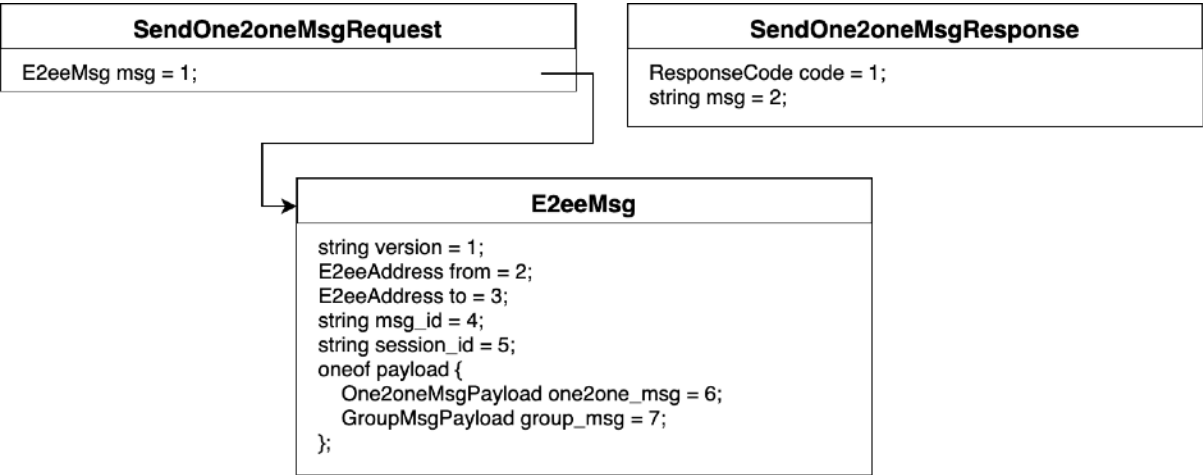 SendOne2oneMsgRequest
E2eeMsg msg = 1;
SendOne2oneMsgResponse
ResponseCode code = 1;
string msg = 2;
E2eeMsg
string version = 1;
E2eeAddress from = 2;
E2eeAddress to = 3;
string msg_id = 4;
string session_id = 5;
oneof payload {
One2oneMsgPayload one2one_msg = 6;
GroupMsgPayload group_msg = 7;
};